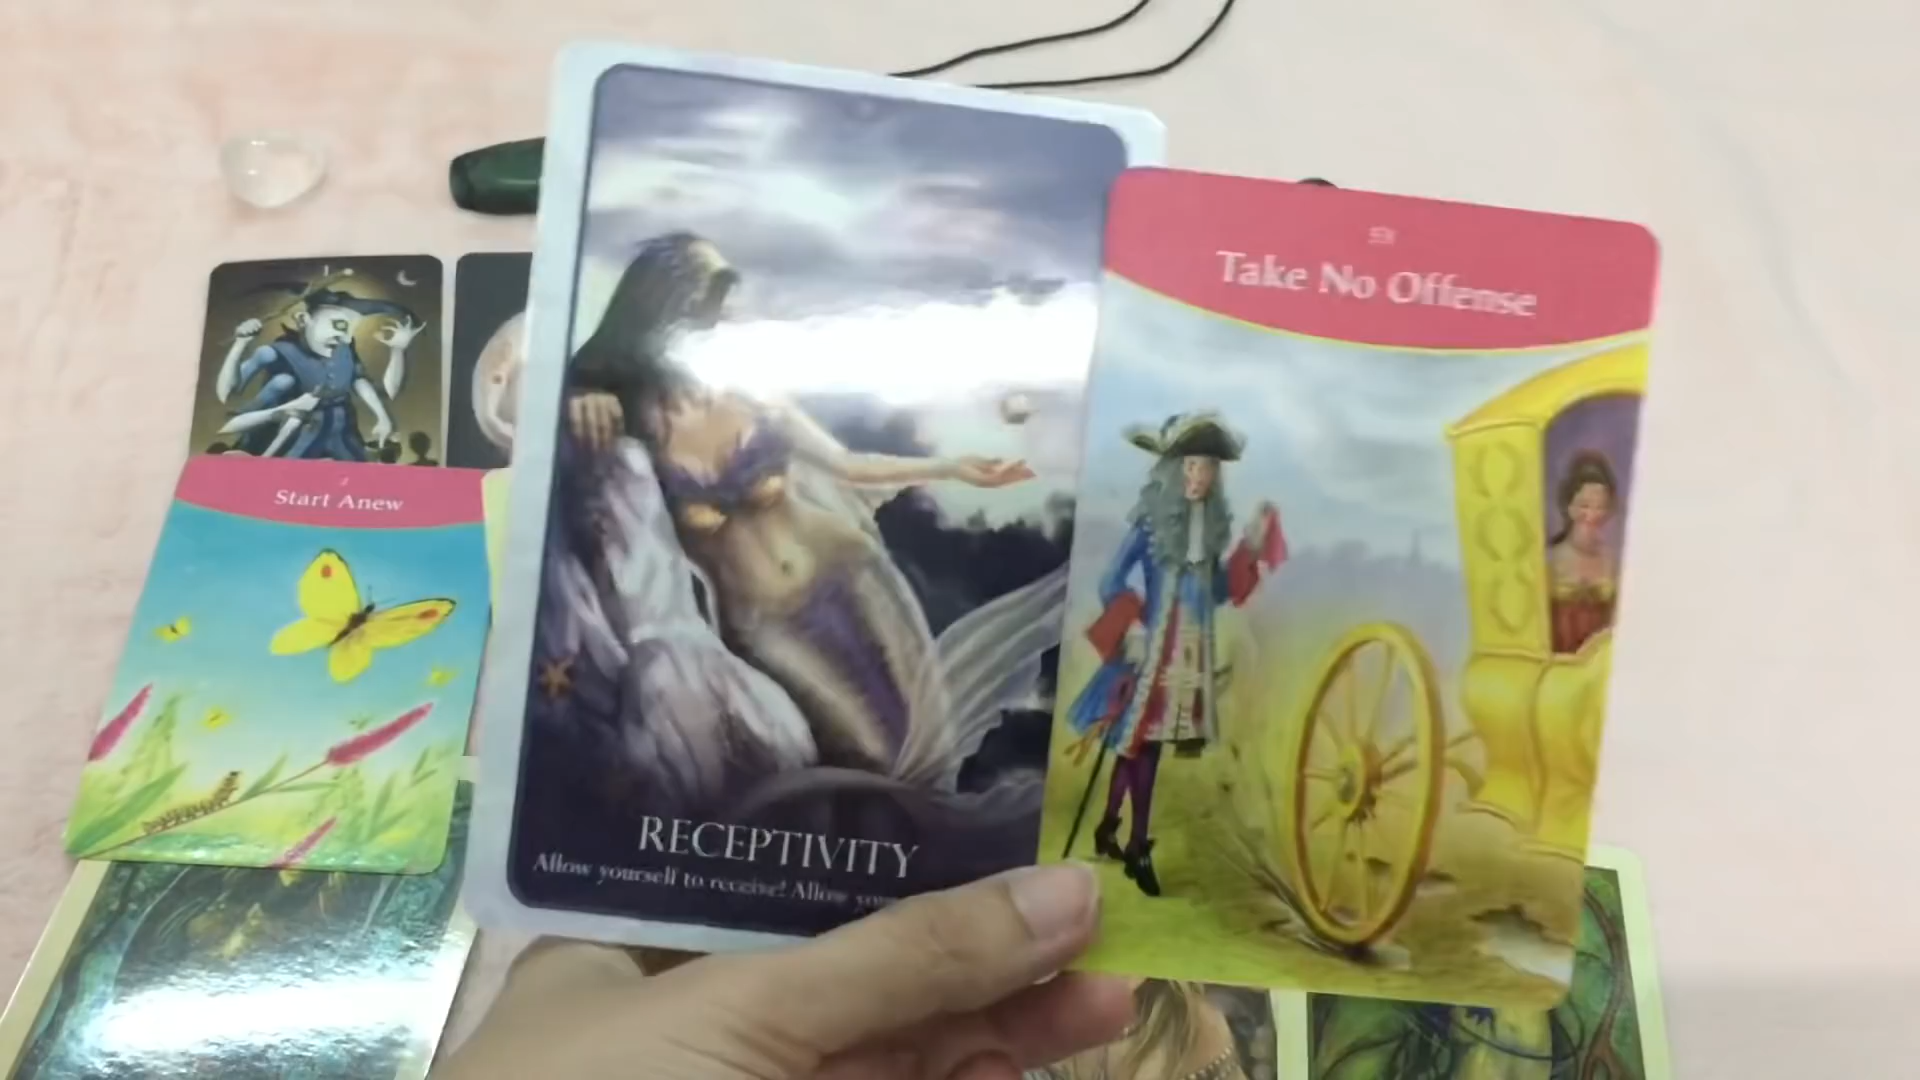 Take No Offense
Start Anew
RECEPTIVITY
Allow yourself to receive! Allow